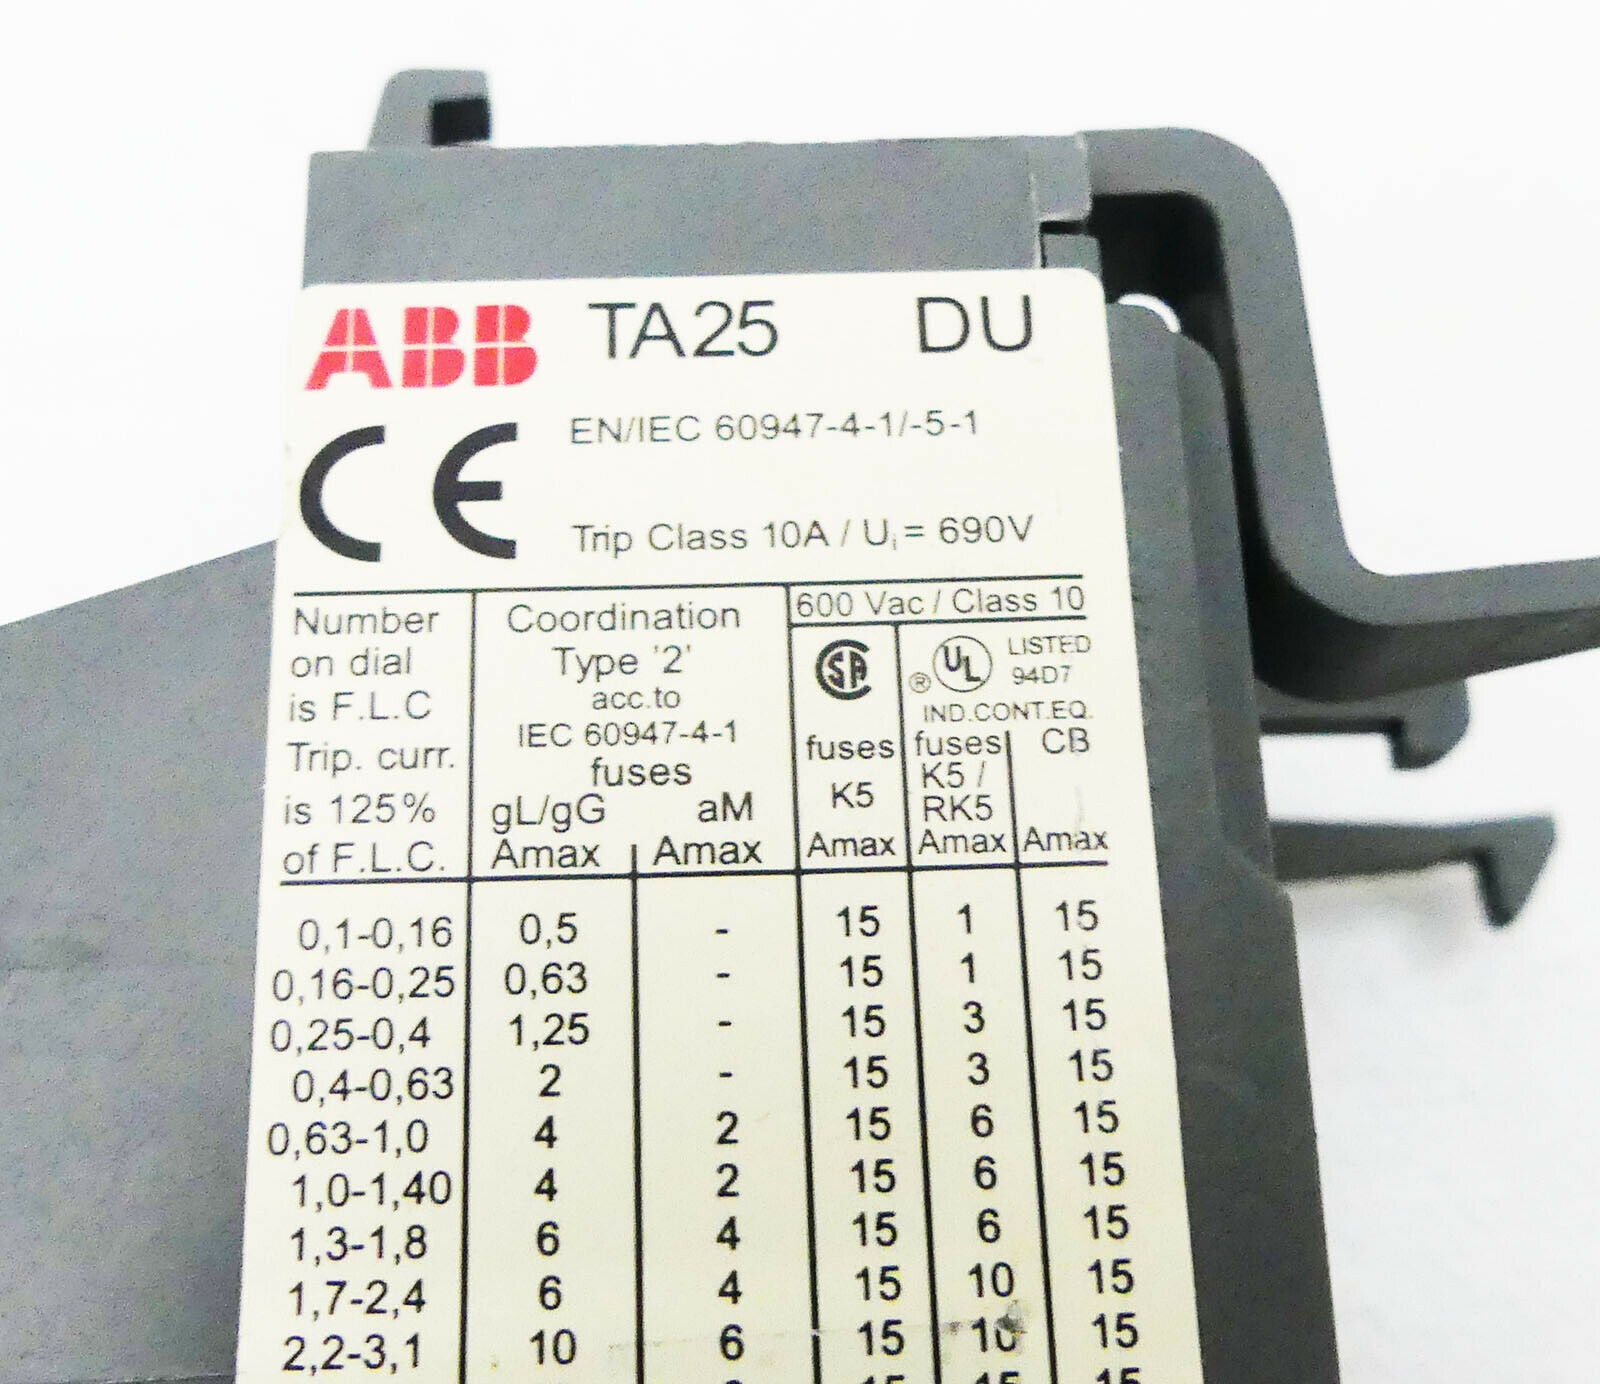 ABB TA25 DU
CE
EN/IEC 60947-4-1/-5-1
Trip Class 10A / Ui = 690V
Number
on dial
is F.L.C
Trip. curr.
is 125%
of F.L.C.
Coordination
Type '2'
acc.to
IEC 60947-4-1
fuses
gL/gG aM
Amax Amax
600 Vac / Class 10
SA
fuses
K5
Amax
® UL LISTED
94D7
IND.CONT.EQ.
fuses CB
K5 /
RK5
Amax Amax
0,1-0,16 0,5 - 15 1 15
0,16-0,25 0,63 - 15 1 15
0,25-0,4 1,25 - 15 3 15
0,4-0,63 2 - 15 3 15
0,63-1,0 4 2 15 6 15
1,0-1,40 4 2 15 6 15
1,3-1,8 6 4 15 6 15
1,7-2,4 6 4 15 10 15
2,2-3,1 10 6 15 10 15
15 15 15